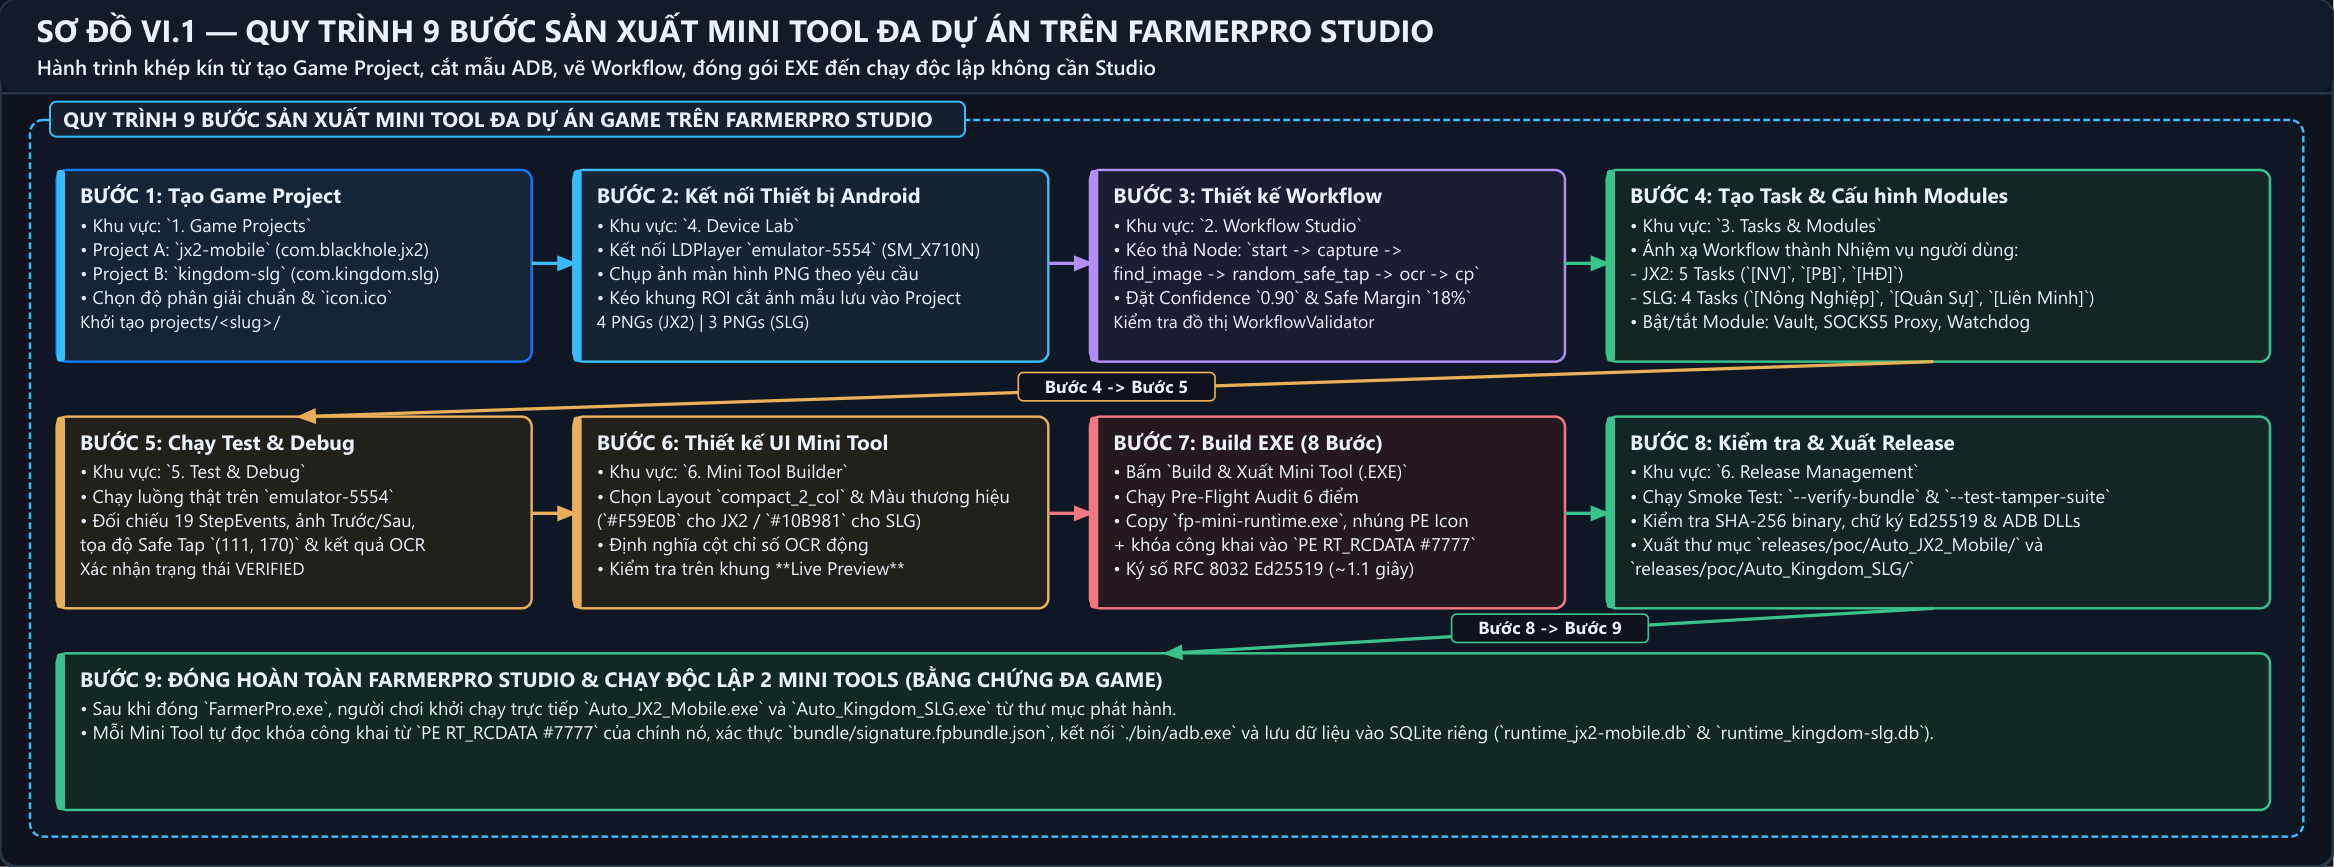 SƠ ĐỒ VI.1 — QUY TRÌNH 9 BƯỚC SẢN XUẤT MINI TOOL ĐA DỰ ÁN TRÊN FARMERPRO STUDIO
Hành trình khép kín từ tạo Game Project, cắt mẫu ADB, vẽ Workflow, đóng gói EXE đến chạy độc lập không cần Studio
QUY TRÌNH 9 BƯỚC SẢN XUẤT MINI TOOL ĐA DỰ ÁN GAME TRÊN FARMERPRO STUDIO
BƯỚC 1: Tạo Game Project
• Khu vực: `1. Game Projects`
• Project A: `jx2-mobile` (com.blackhole.jx2)
• Project B: `kingdom-slg` (com.kingdom.slg)
• Chọn độ phân giải chuẩn & `icon.ico`
Khởi tạo projects/<slug>/
BƯỚC 2: Kết nối Thiết bị Android
• Khu vực: `4. Device Lab`
• Kết nối LDPlayer `emulator-5554` (SM_X710N)
• Chụp ảnh màn hình PNG theo yêu cầu
• Kéo khung ROI cắt ảnh mẫu lưu vào Project
4 PNGs (JX2) | 3 PNGs (SLG)
BƯỚC 3: Thiết kế Workflow
• Khu vực: `2. Workflow Studio`
• Kéo thả Node: `start -> capture ->
find_image -> random_safe_tap -> ocr -> cp`
• Đặt Confidence `0.90` & Safe Margin `18%`
Kiểm tra đồ thị WorkflowValidator
BƯỚC 4: Tạo Task & Cấu hình Modules
• Khu vực: `3. Tasks & Modules`
• Ánh xạ Workflow thành Nhiệm vụ người dùng:
- JX2: 5 Tasks (`[NV]`, `[PB]`, `[HĐ]`)
- SLG: 4 Tasks (`[Nông Nghiệp]`, `[Quân Sự]`, `[Liên Minh]`)
• Bật/tắt Module: Vault, SOCKS5 Proxy, Watchdog
Bước 4 -> Bước 5
BƯỚC 5: Chạy Test & Debug
• Khu vực: `5. Test & Debug`
• Chạy luồng thật trên `emulator-5554`
• Đối chiếu 19 StepEvents, ảnh Trước/Sau,
tọa độ Safe Tap `(111, 170)` & kết quả OCR
Xác nhận trạng thái VERIFIED
BƯỚC 6: Thiết kế UI Mini Tool
• Khu vực: `6. Mini Tool Builder`
• Chọn Layout `compact_2_col` & Màu thương hiệu
(`#F59E0B` cho JX2 / `#10B981` cho SLG)
• Định nghĩa cột chỉ số OCR động
• Kiểm tra trên khung **Live Preview**
BƯỚC 7: Build EXE (8 Bước)
• Bấm `Build & Xuất Mini Tool (.EXE)`
• Chạy Pre-Flight Audit 6 điểm
• Copy `fp-mini-runtime.exe`, nhúng PE Icon
+ khóa công khai vào `PE RT_RCDATA #7777`
• Ký số RFC 8032 Ed25519 (~1.1 giây)
BƯỚC 8: Kiểm tra & Xuất Release
• Khu vực: `6. Release Management`
• Chạy Smoke Test: `--verify-bundle` & `--test-tamper-suite`
• Kiểm tra SHA-256 binary, chữ ký Ed25519 & ADB DLLs
• Xuất thư mục `releases/poc/Auto_JX2_Mobile/` và
`releases/poc/Auto_Kingdom_SLG/`
Bước 8 -> Bước 9
BƯỚC 9: ĐÓNG HOÀN TOÀN FARMERPRO STUDIO & CHẠY ĐỘC LẬP 2 MINI TOOLS (BẰNG CHỨNG ĐA GAME)
• Sau khi đóng `FarmerPro.exe`, người chơi khởi chạy trực tiếp `Auto_JX2_Mobile.exe` và `Auto_Kingdom_SLG.exe` từ thư mục phát hành.
• Mỗi Mini Tool tự đọc khóa công khai từ `PE RT_RCDATA #7777` của chính nó, xác thực `bundle/signature.fpbundle.json`, kết nối `./bin/adb.exe` và lưu dữ liệu vào SQLite riêng (`runtime_jx2-mobile.db` & `runtime_kingdom-slg.db`).